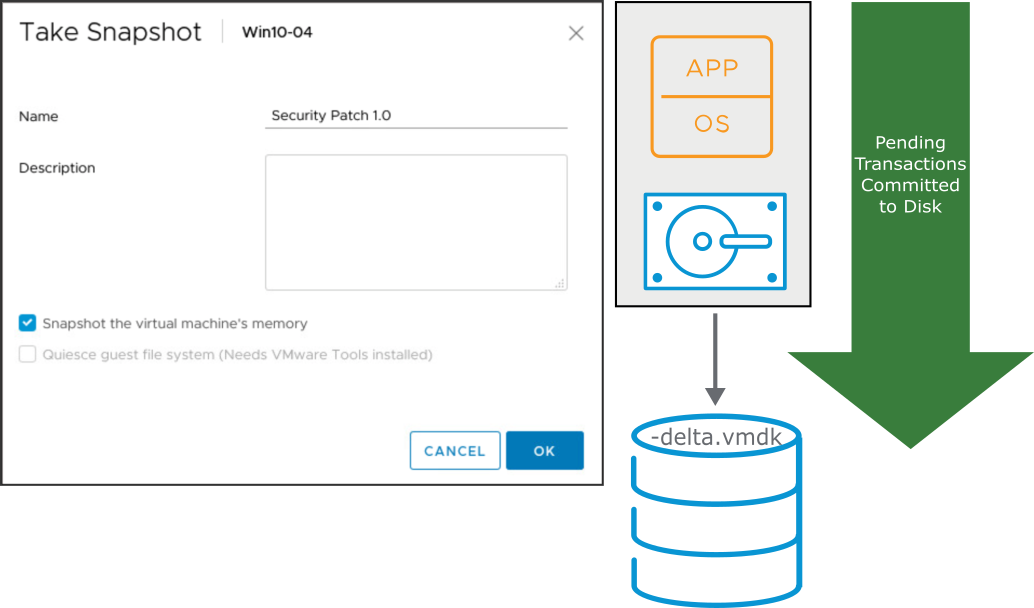 Take Snapshot
Win10-04
Name
Security Patch 1.0
Description
Snapshot the virtual machine's memory
Quiesce guest file system (Needs VMware Tools installed)
CANCEL
OK
APP
OS
-delta.vmdk
Pending
Transactions
Committed
to Disk